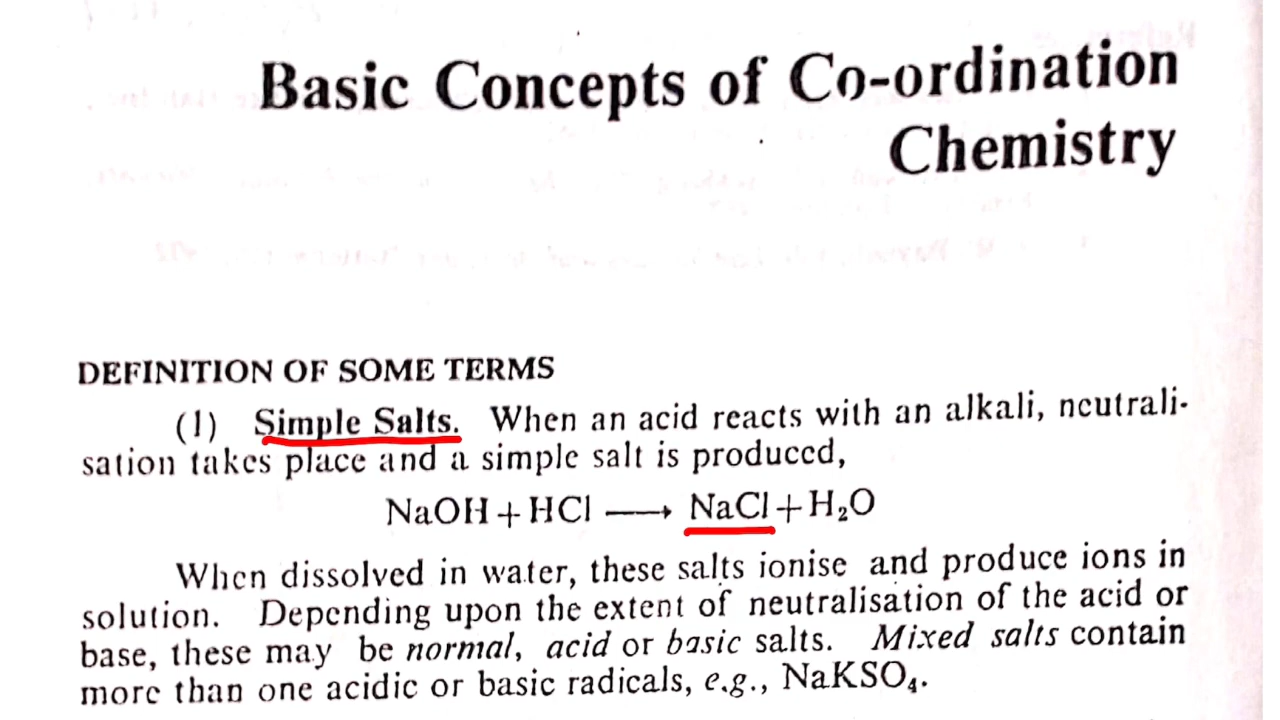 Basic Concepts of Co-ordination
Chemistry
DEFINITION OF SOME TERMS
(1) Simple Salts. When an acid reacts with an alkali, neutrali-
sation takes place and a simple salt is produced,
NaOH + HCl ⟶ NaCl + H₂O
When dissolved in water, these salts ionise and produce ions in
solution. Depending upon the extent of neutralisation of the acid or
base, these may be normal, acid or basic salts. Mixed salts contain
more than one acidic or basic radicals, e.g., NaKSO₄.